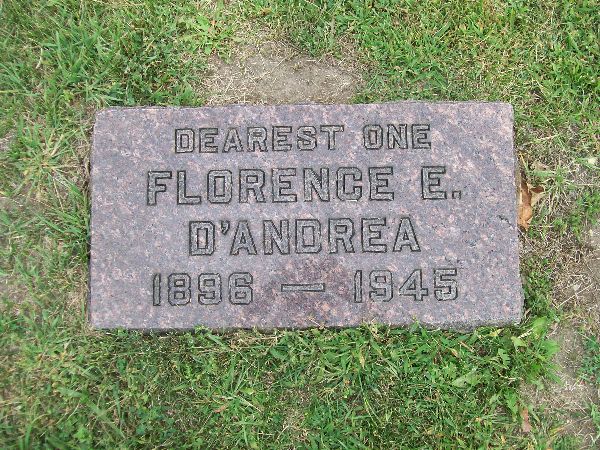 DEAREST ONE
FLORENCE E.
D'ANDREA
1896 — 1945